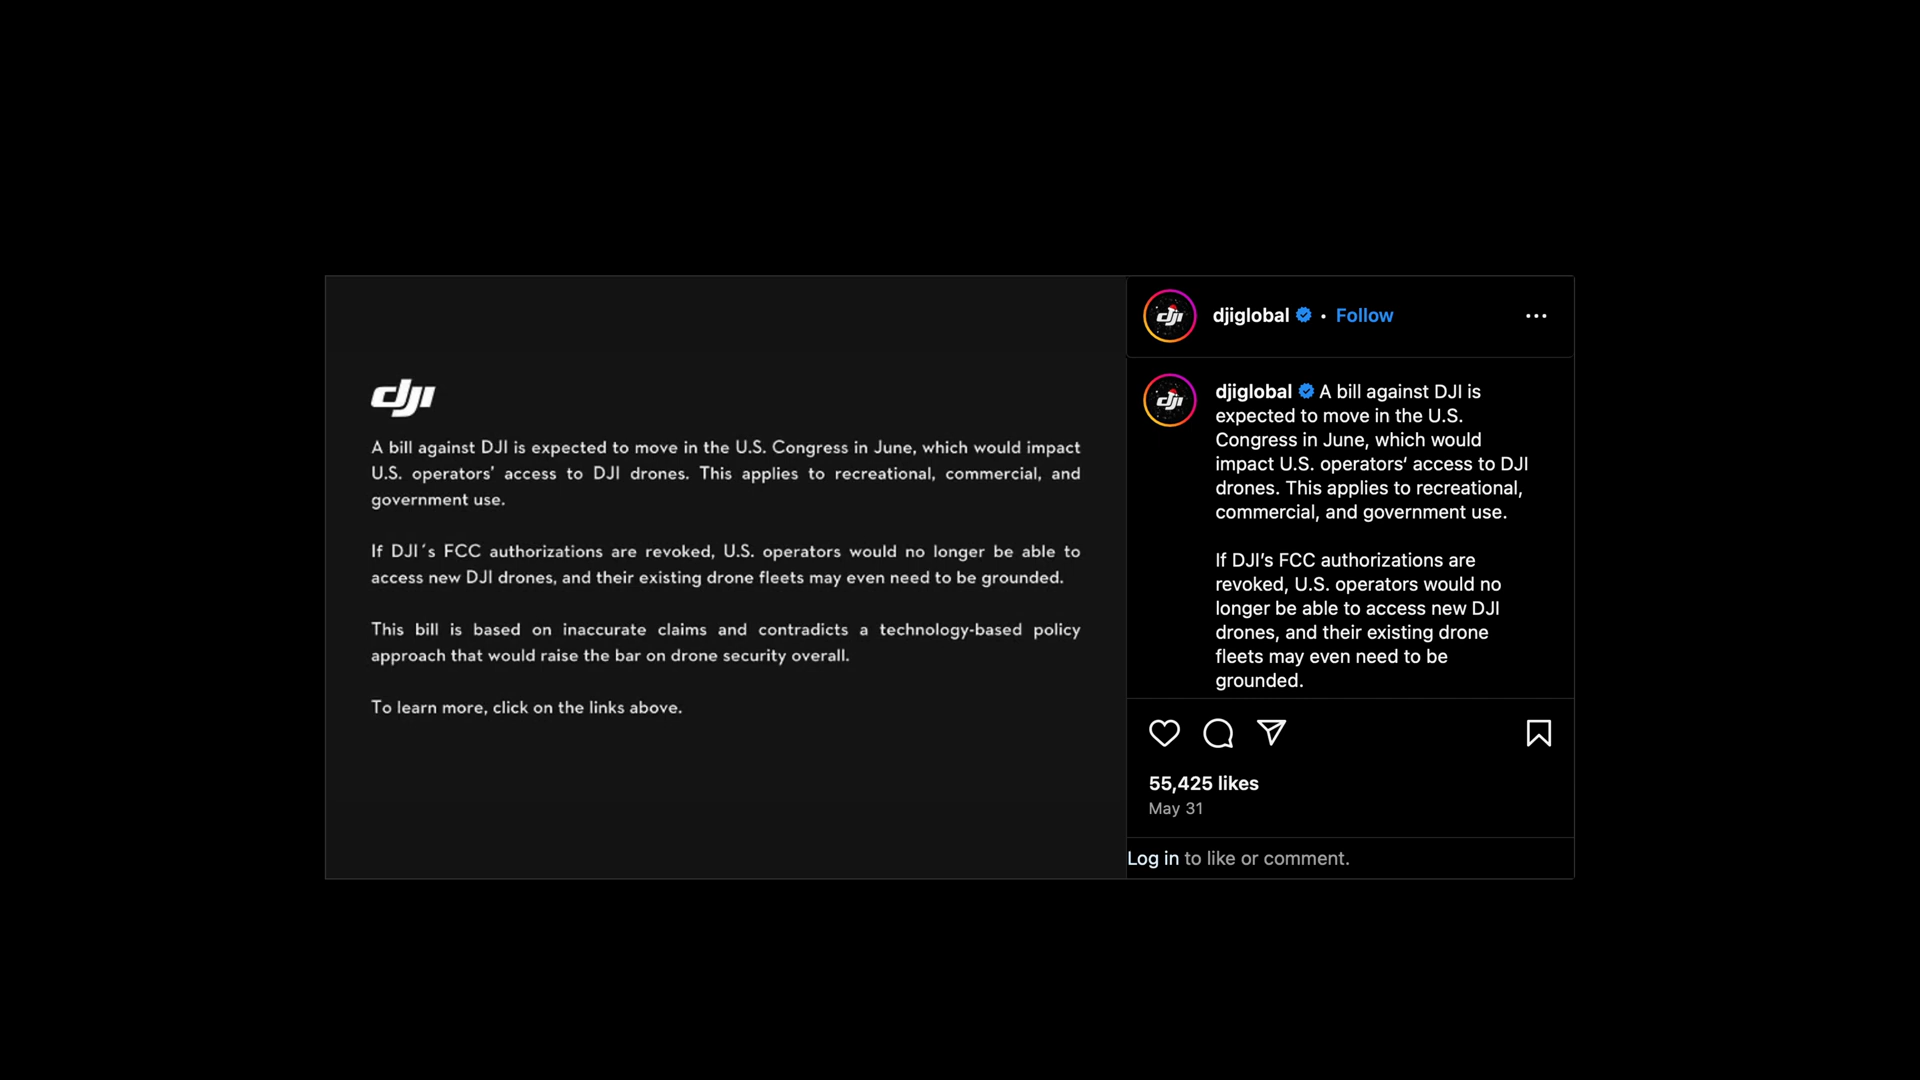 dji
A bill against DJI is expected to move in the U.S. Congress in June, which would impact
U.S. operators' access to DJI drones. This applies to recreational, commercial, and
government use.
If DJI´s FCC authorizations are revoked, U.S. operators would no longer be able to
access new DJI drones, and their existing drone fleets may even need to be grounded.
This bill is based on inaccurate claims and contradicts a technology-based policy
approach that would raise the bar on drone security overall.
To learn more, click on the links above.
dji
djiglobal • Follow
dji
djiglobal A bill against DJI is
expected to move in the U.S.
Congress in June, which would
impact U.S. operators‘ access to DJI
drones. This applies to recreational,
commercial, and government use.
If DJI’s FCC authorizations are
revoked, U.S. operators would no
longer be able to access new DJI
drones, and their existing drone
fleets may even need to be
grounded.
55,425 likes
May 31
Log in to like or comment.